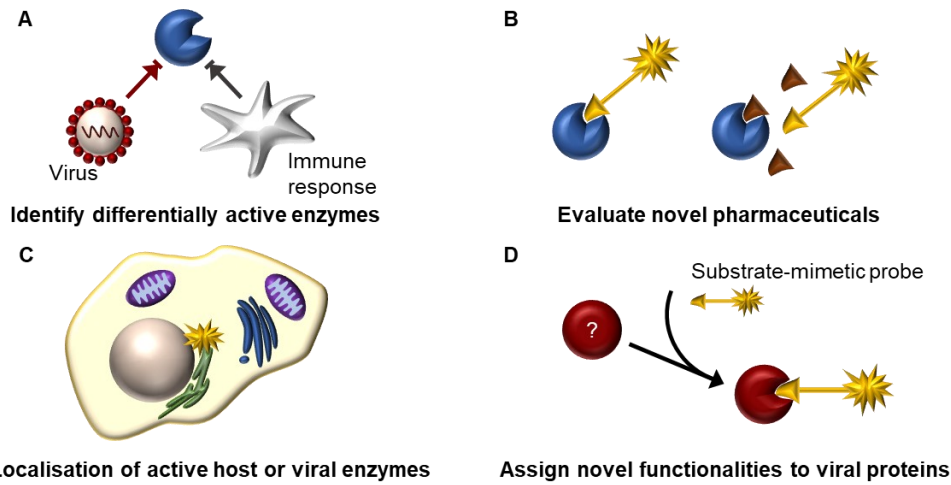 A
Virus
Immune
response
Identify differentially active enzymes
B
Evaluate novel pharmaceuticals
C
Localisation of active host or viral enzymes
D
Substrate-mimetic probe
?
Assign novel functionalities to viral proteins